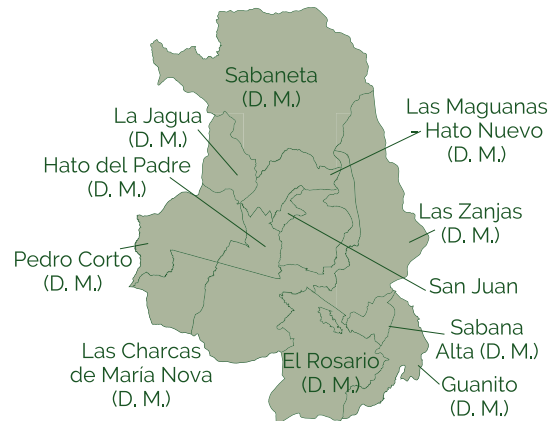 Sabaneta
(D. M.)
La Jagua
(D. M.)
Las Maguanas
- Hato Nuevo
(D. M.)
Hato del Padre
(D. M.)
Las Zanjas
(D. M.)
Pedro Corto
(D. M.)
San Juan
Sabana
Alta (D. M.)
Las Charcas
de María Nova
(D. M.)
El Rosario
(D. M.)
Guanito
(D. M.)